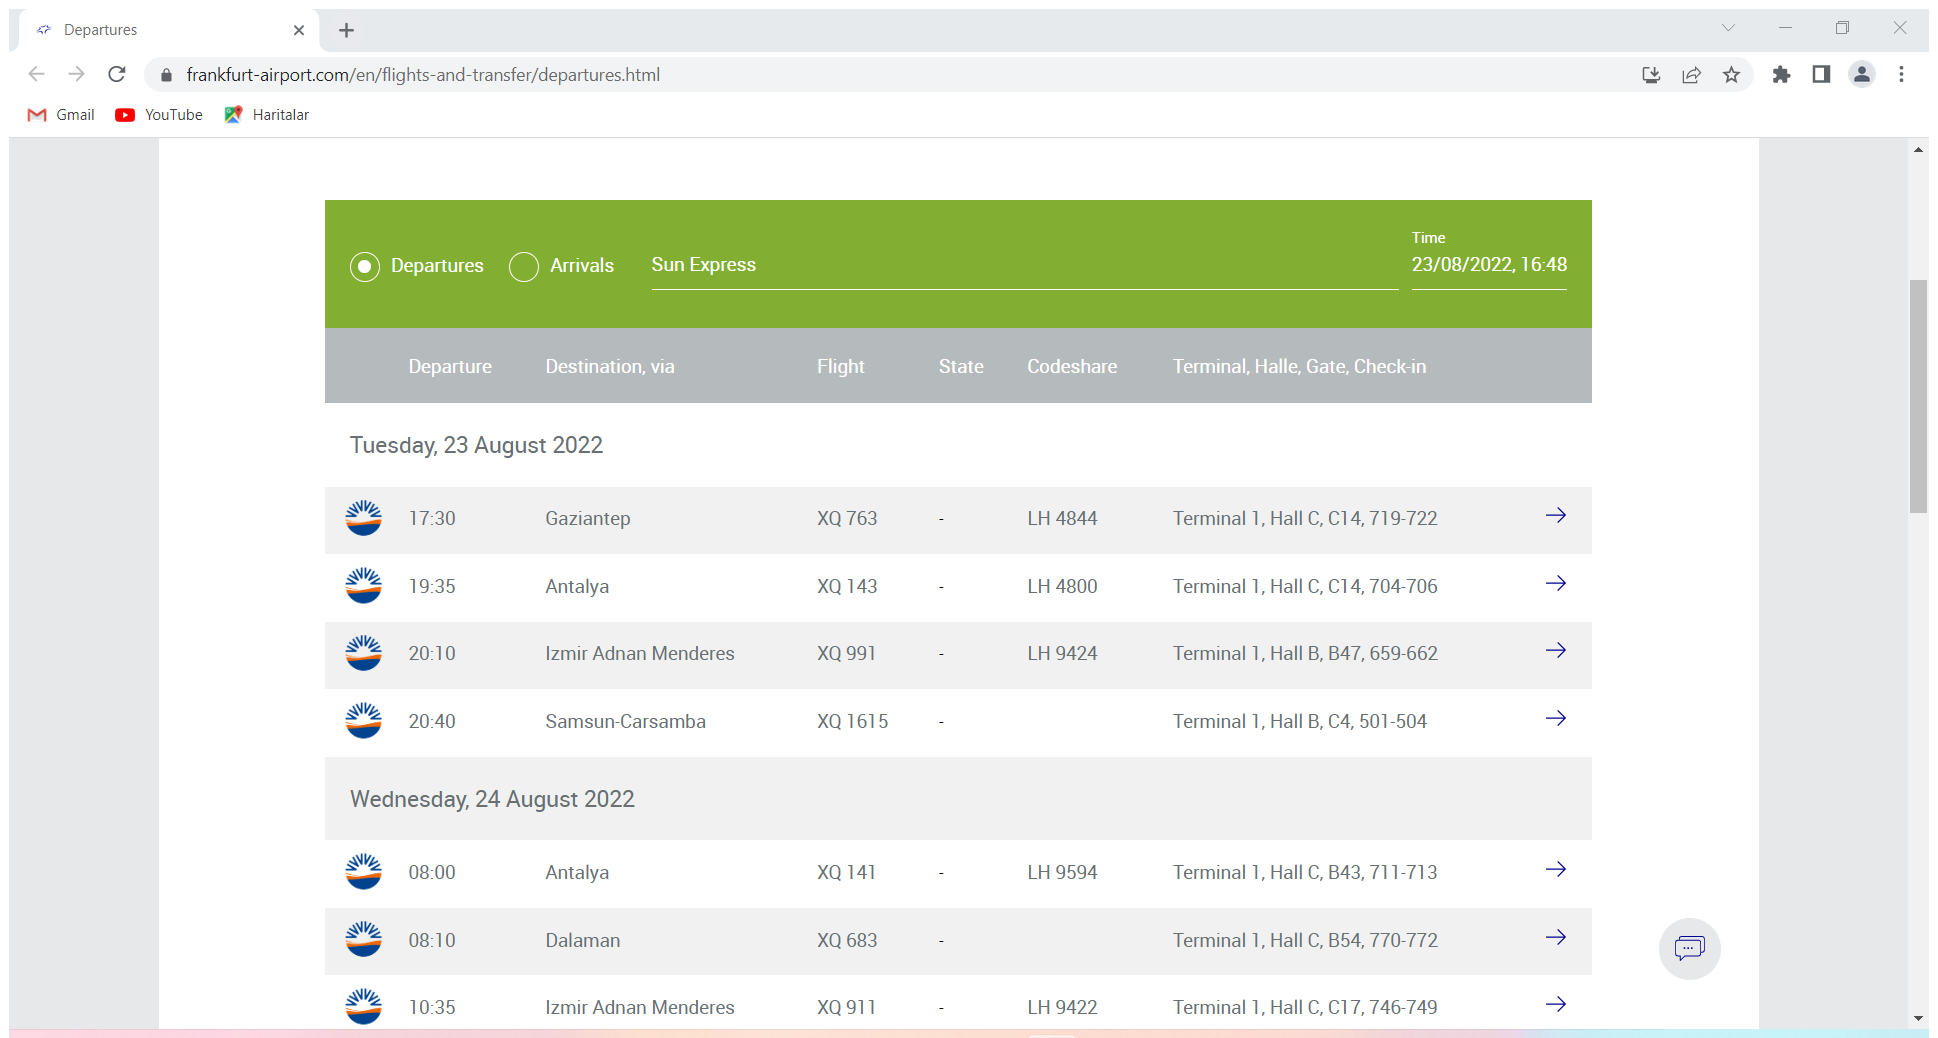 Departures
frankfurt-airport.com/en/flights-and-transfer/departures.html
Gmail YouTube Haritalar
Time
Departures Arrivals Sun Express 23/08/2022, 16:48
Departure Destination, via Flight State Codeshare Terminal, Halle, Gate, Check-in
Tuesday, 23 August 2022
17:30 Gaziantep XQ 763 - LH 4844 Terminal 1, Hall C, C14, 719-722
19:35 Antalya XQ 143 - LH 4800 Terminal 1, Hall C, C14, 704-706
20:10 Izmir Adnan Menderes XQ 991 - LH 9424 Terminal 1, Hall B, B47, 659-662
20:40 Samsun-Carsamba XQ 1615 - Terminal 1, Hall B, C4, 501-504
Wednesday, 24 August 2022
08:00 Antalya XQ 141 - LH 9594 Terminal 1, Hall C, B43, 711-713
08:10 Dalaman XQ 683 - Terminal 1, Hall C, B54, 770-772
10:35 Izmir Adnan Menderes XQ 911 - LH 9422 Terminal 1, Hall C, C17, 746-749